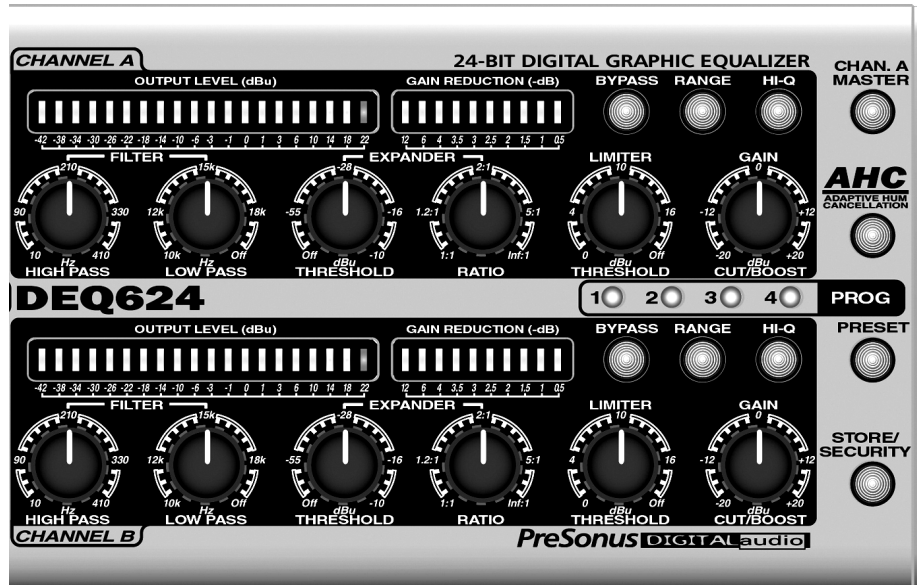 CHANNEL A
24-BIT DIGITAL GRAPHIC EQUALIZER
CHAN. A
MASTER
OUTPUT LEVEL (dBu)
GAIN REDUCTION (-dB)
BYPASS RANGE HI-Q
-42 -38 -34 -30 -26 -22 -18 -14 -10 -6 -3 -1 0 1 3 6 10 14 18 22
12 6 4 3.5 3 2.5 2 1.5 1 0.5
FILTER
EXPANDER
LIMITER
GAIN
210 15k -28 2:1 10 0
90 330 12k 18k -55 -16 1.2:1 5:1 4 16 -12 +12
10 Hz 410 10k Hz Off Off dBu -10 1:1 Inf:1 0 dBu Off -20 dBu +20
HIGH PASS LOW PASS THRESHOLD RATIO THRESHOLD CUT/BOOST
AHC
ADAPTIVE HUM
CANCELLATION
DEQ624
1 2 3 4 PROG
PRESET
OUTPUT LEVEL (dBu)
GAIN REDUCTION (-dB)
BYPASS RANGE HI-Q
-42 -38 -34 -30 -26 -22 -18 -14 -10 -6 -3 -1 0 1 3 6 10 14 18 22
12 6 4 3.5 3 2.5 2 1.5 1 0.5
FILTER
EXPANDER
LIMITER
GAIN
210 15k -28 2:1 10 0
90 330 12k 18k -55 -16 1.2:1 5:1 4 16 -12 +12
10 Hz 410 10k Hz Off Off dBu -10 1:1 Inf:1 0 dBu Off -20 dBu +20
HIGH PASS LOW PASS THRESHOLD RATIO THRESHOLD CUT/BOOST
STORE/
SECURITY
CHANNEL B
PreSonus DIGITAL audio